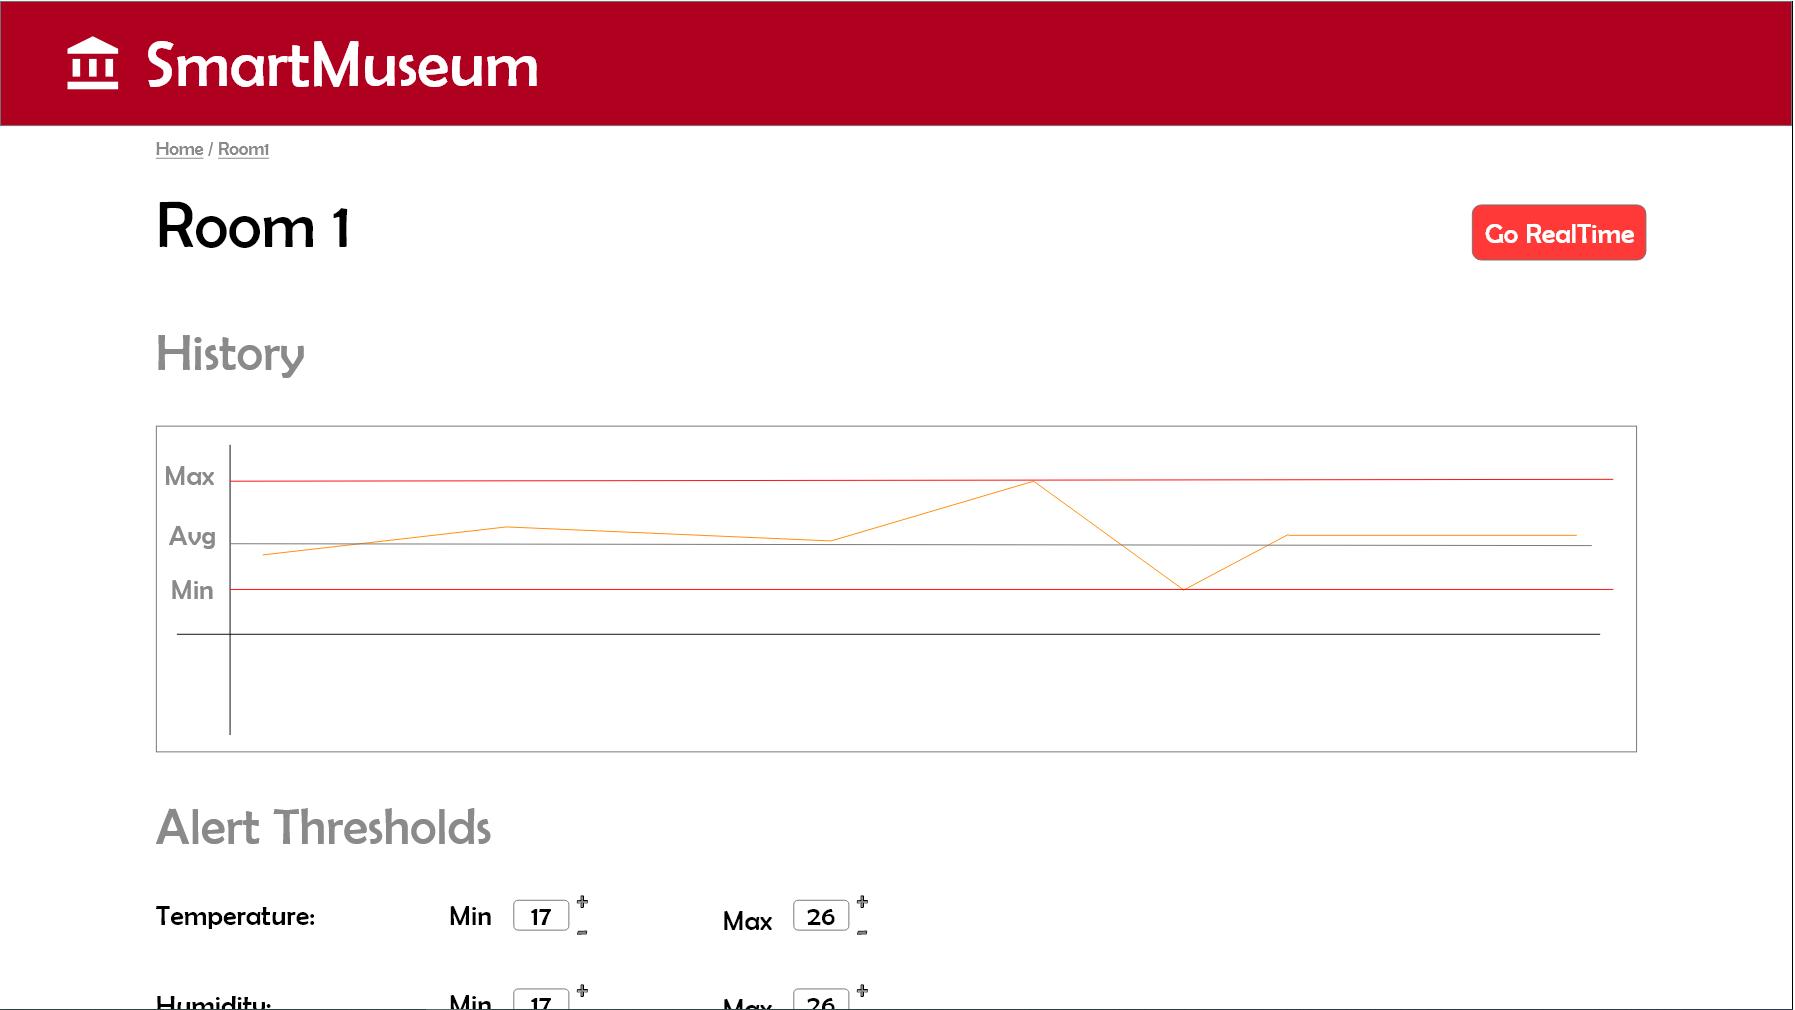 SmartMuseum
Home / Room1
Room 1
Go RealTime
History
Max
Avg
Min
Alert Thresholds
Temperature: Min 17 + - Max 26 + -
Humidity: Min 17 + Max 26 +